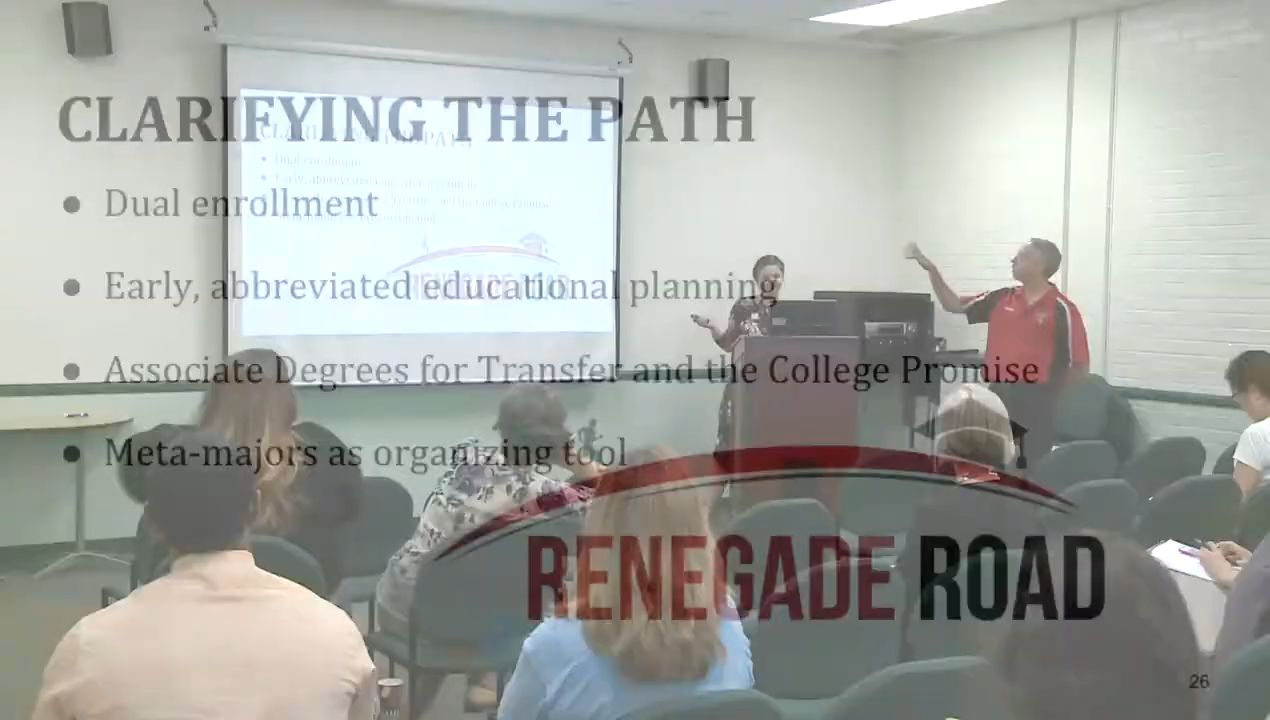 CLARIFYING THE PATH
● Dual enrollment
● Early, abbreviated educational planning
● Associate Degrees for Transfer and the College Promise
● Meta-majors as organizing tool
RENEGADE ROAD
26